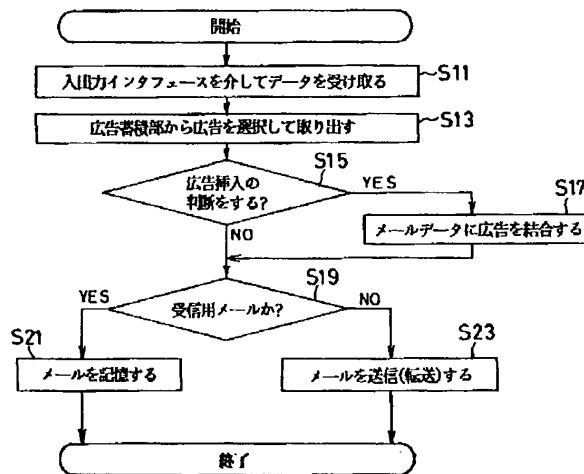 開始
入出力インタフェースを介してデータを受け取る
S11
広告蓄積部から広告を選択して取り出す
S13
広告挿入の
判断をする?
S15
YES
NO
メールデータに広告を結合する
S17
受信用メールか?
S19
YES
NO
メールを記憶する
S21
メールを送信(転送)する
S23
終了